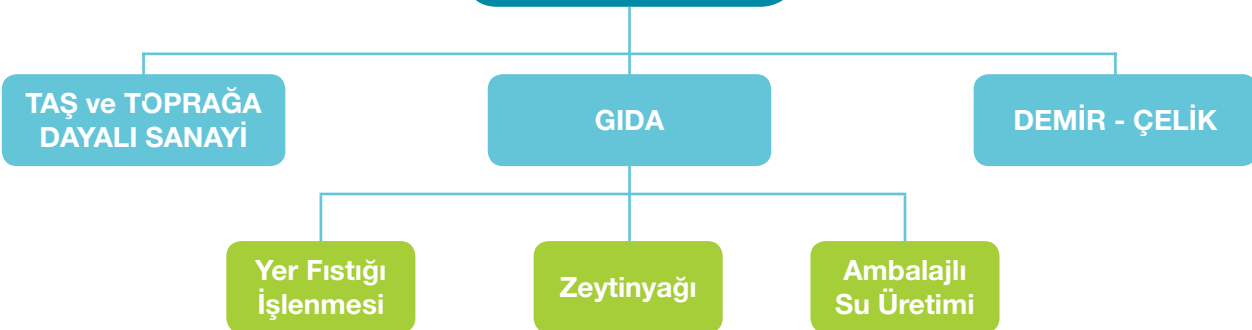 TAŞ ve TOPRAĞA
DAYALI SANAYİ
GIDA
DEMİR - ÇELİK
Yer Fıstığı
İşlenmesi
Zeytinyağı
Ambalajlı
Su Üretimi